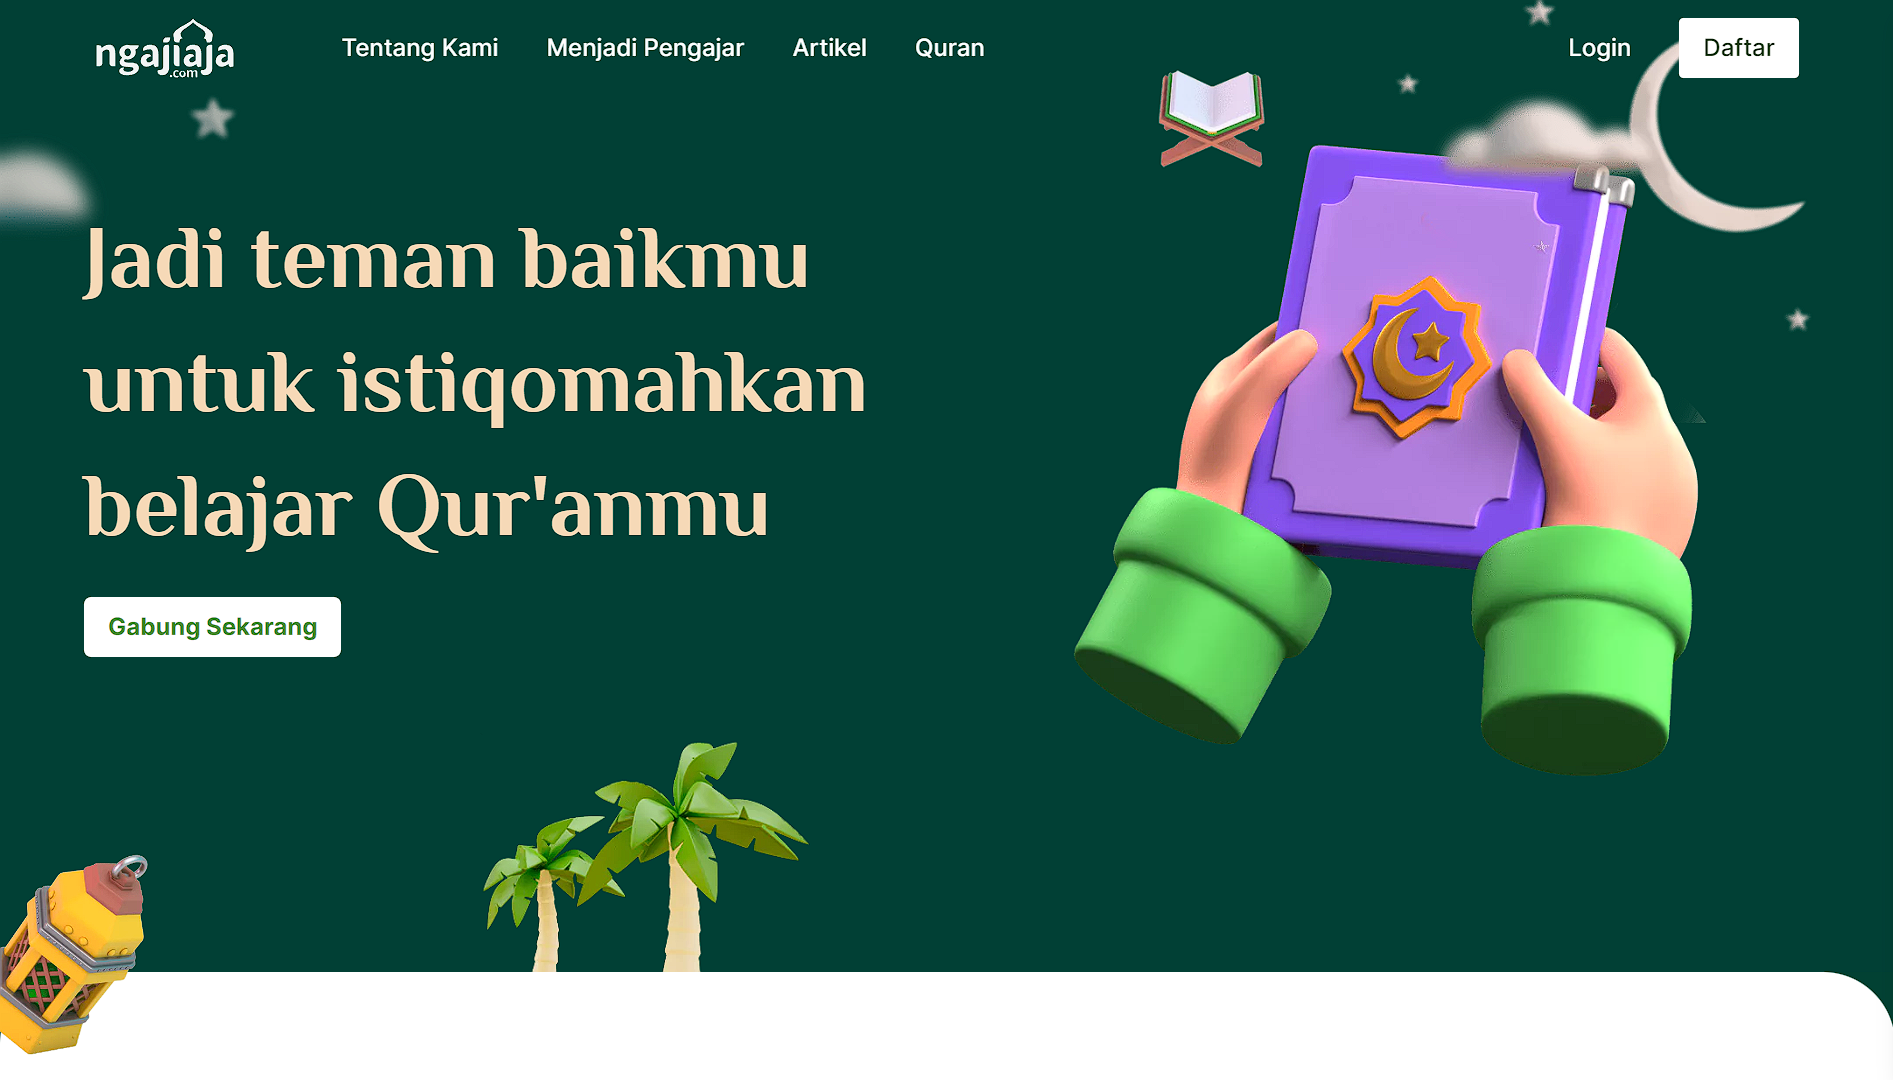 ngajiaja
.com
Tentang Kami
Menjadi Pengajar
Artikel
Quran
Login
Daftar
Jadi teman baikmu
untuk istiqomahkan
belajar Qur'anmu
Gabung Sekarang